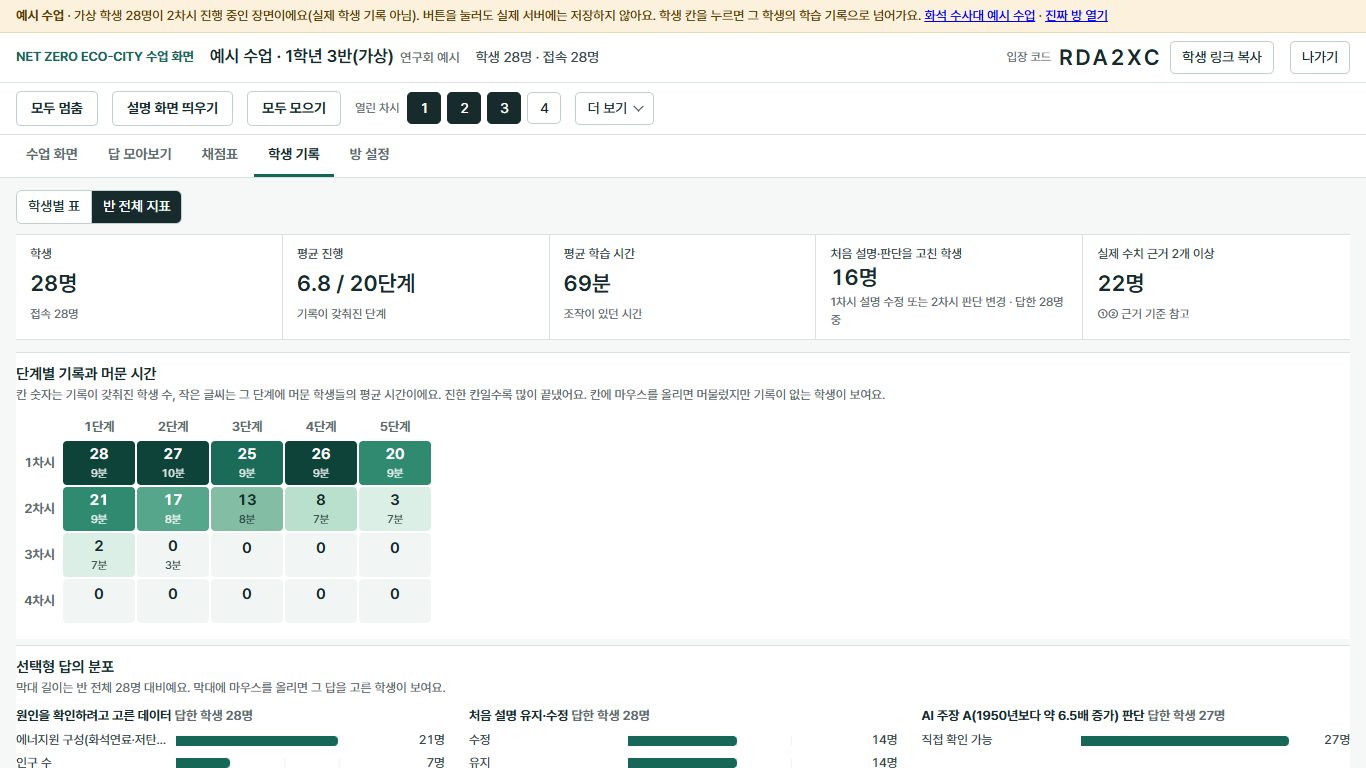 예시 수업 · 가상 학생 28명이 2차시 진행 중인 장면이에요(실제 학생 기록 아님). 버튼을 눌러도 실제 서버에는 저장하지 않아요. 학생 칸을 누르면 그 학생의 학습 기록으로 넘어가요. 화석 수사대 예시 수업 · 진짜 방 열기
NET ZERO ECO-CITY 수업 화면 예시 수업 · 1학년 3반(가상) 연구회 예시 학생 28명 · 접속 28명 입장 코드 RDA2XC 학생 링크 복사 나가기
모두 멈춤 설명 화면 띄우기 모두 모으기 열린 차시 1 2 3 4 더 보기
수업 화면 답 모아보기 채점표 학생 기록 방 설정
학생별 표 반 전체 지표
학생 평균 진행 평균 학습 시간 처음 설명·판단을 고친 학생 실제 수치 근거 2개 이상
28명 6.8 / 20단계 69분 16명 22명
접속 28명 기록이 갖춰진 단계 조작이 있던 시간 1차시 설명 수정 또는 2차시 판단 변경 · 답한 28명 중 ①② 근거 기준 참고
단계별 기록과 머문 시간
칸 숫자는 기록이 갖춰진 학생 수, 작은 글씨는 그 단계에 머문 학생들의 평균 시간이에요. 진한 칸일수록 많이 끝냈어요. 칸에 마우스를 올리면 머물렀지만 기록이 없는 학생이 보여요.
1단계 2단계 3단계 4단계 5단계
1차시 28 27 25 26 20
9분 10분 9분 9분 9분
2차시 21 17 13 8 3
9분 8분 8분 7분 7분
3차시 2 0 0 0 0
7분 3분
4차시 0 0 0 0 0
선택형 답의 분포
막대 길이는 반 전체 28명 대비예요. 막대에 마우스를 올리면 그 답을 고른 학생이 보여요.
원인을 확인하려고 고른 데이터 답한 학생 28명 처음 설명 유지·수정 답한 학생 28명 AI 주장 A(1950년보다 약 6.5배 증가) 판단 답한 학생 27명
에너지원 구성(화석연료·저탄... 21명 수정 14명 직접 확인 가능 27명
인구 수 7명 유지 14명